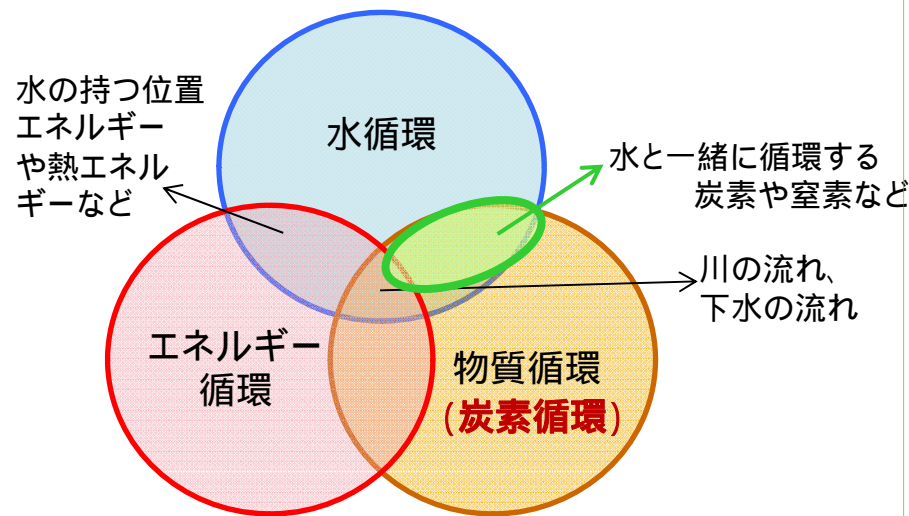 水循環
水の持つ位置
エネルギー
や熱エネル
ギーなど
水と一緒に循環する
炭素や窒素など
川の流れ、
下水の流れ
エネルギー
循環
物質循環
(炭素循環)